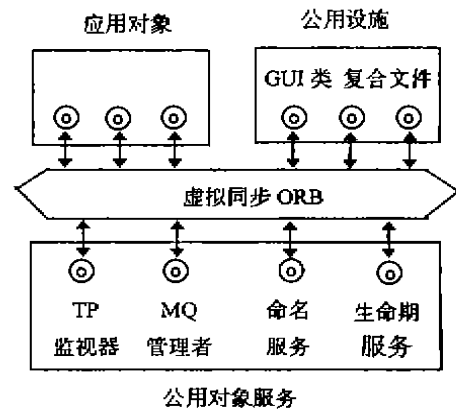 应用对象 公用设施
GUI 类 复合文件
虚拟同步 ORB
TP MQ 命名 生命期
监视器 管理者 服务 服务
公用对象服务